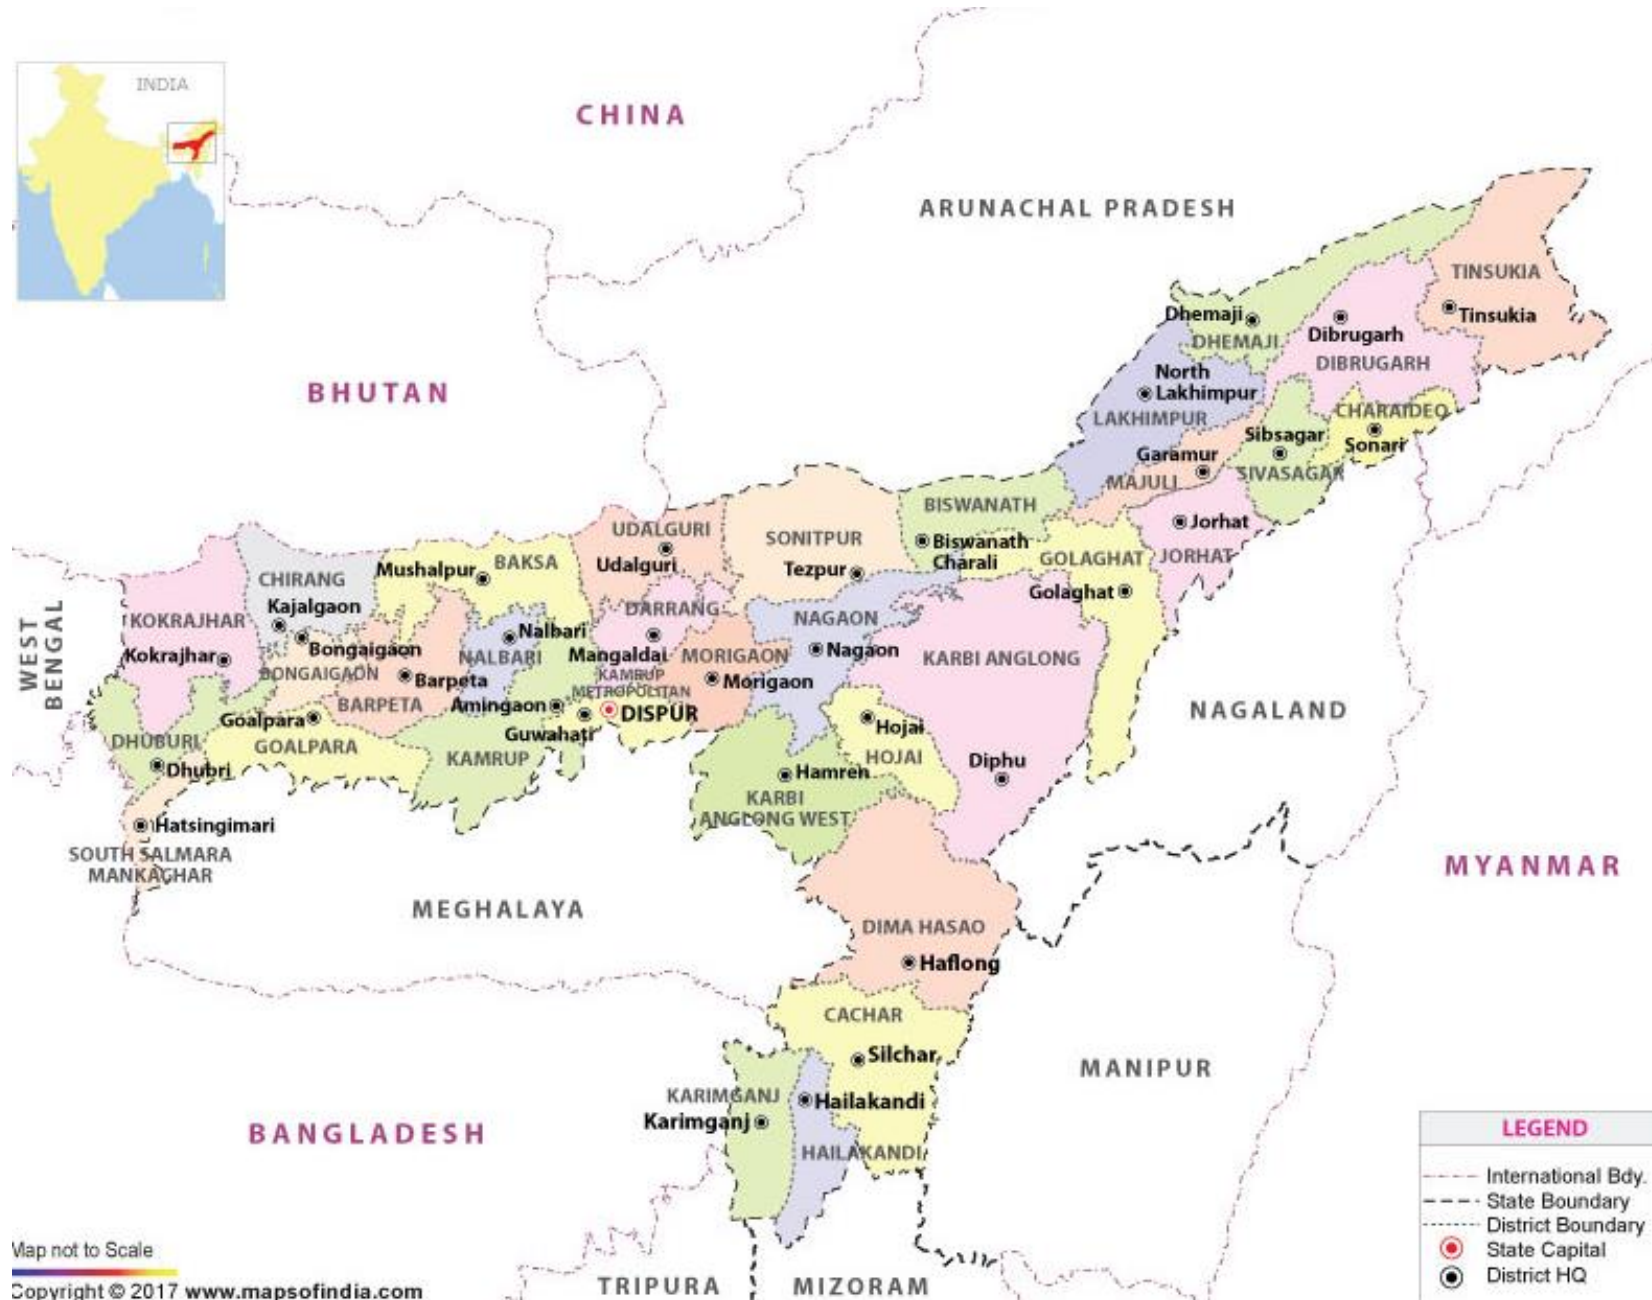 INDIA
CHINA
ARUNACHAL PRADESH
TINSUKIA
Tinsukia
Dhemaji
DHEMAJI
Dibrugarh
DIBRUGARH
BHUTAN
North
Lakhimpur
LAKHIMPUR
CHARAIDEO
Sonari
Sibsagar
SIVASAGAR
Garamur
MAJULI
BISWANATH
Biswanath
Charali
Jorhat
JORHAT
GOLAGHAT
Golaghat
UDALGURI
Udalguri
SONITPUR
Tezpur
BAKSA
Mushalpur
CHIRANG
Kajalgaon
KOKRAJHAR
Kokrajhar
WEST
BENGAL
Bongaigaon
BONGAIGAON
Barpeta
BARPETA
Nalbari
NALBARI
DARRANG
Mangaldai
NAGAON
Nagaon
MORIGAON
Morigaon
KARBI ANGLONG
KAMRUP
METROPOLITAN
Amingaon
DISPUR
Guwahati
KAMRUP
Goalpara
GOALPARA
DHUBURI
Dhubri
NAGALAND
Hojai
HOJAI
Diphu
Hamren
KARBI
ANGLONG WEST
Hatsingimari
SOUTH SALMARA
MANKACHAR
MEGHALAYA
MYANMAR
DIMA HASAO
Haflong
CACHAR
Silchar
MANIPUR
KARIMGANJ
Karimganj
Hailakandi
HAILAKANDI
BANGLADESH
TRIPURA
MIZORAM
LEGEND
International Bdy.
State Boundary
District Boundary
State Capital
District HQ
Map not to Scale
Copyright © 2017 www.mapsofindia.com